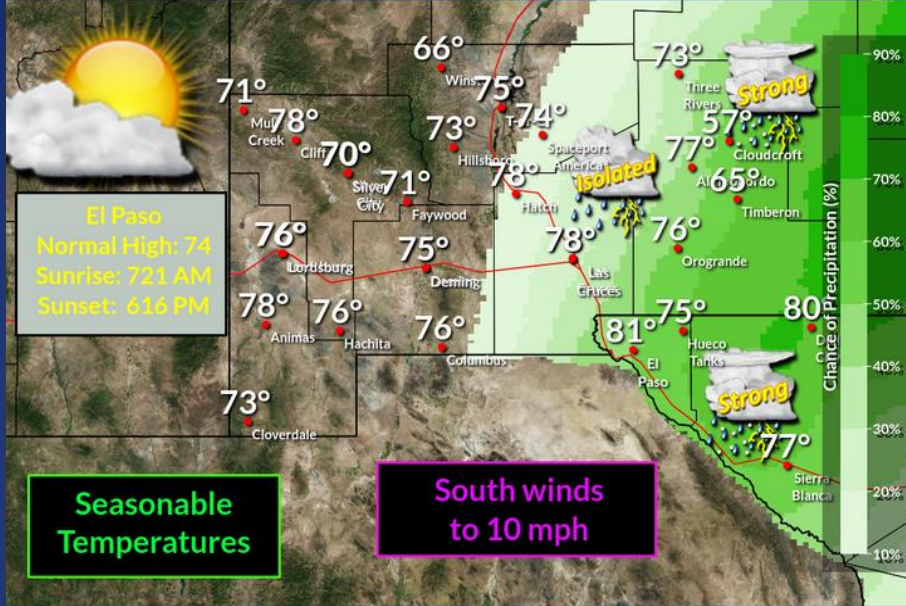 66°
Wins
73°
Three
Rivers
Strong
71°
Mul
Creek
78°
Cliff
75°
T
74°
Spaceport
America
73°
Hillsboro
57°
Cloudcroft
77°
Al ordo
70°
Silver
City
71°
Faywood
78°
Hatch
Isolated
65°
Timberon
El Paso
Normal High: 74
Sunrise: 721 AM
Sunset: 616 PM
76°
Lordsburg
75°
Deming
78°
Las
Cruces
76°
Orogrande
78°
Animas
76°
Hachita
76°
Columbus
81°
El
Paso
75°
Hueco
Tanks
80°
D
C
73°
Cloverdale
Strong
77°
Sierra
Blanca
Seasonable
Temperatures
South winds
to 10 mph
Chance of Precipitation (%)
90%
80%
70%
60%
50%
40%
30%
20%
10%